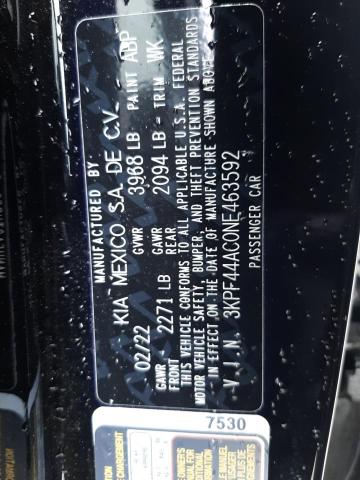 MANUFACTURED BY
KIA MEXICO S.A. DE C.V.
02/22 GVWR 3968 LB PAINT ABP
GAWR FRONT 2271 LB GAWR REAR 2094 LB - TRIM WK
THIS VEHICLE CONFORMS TO ALL APPLICABLE U.S.A. FEDERAL
MOTOR VEHICLE SAFETY, BUMPER, AND THEFT PREVENTION STANDARDS
IN EFFECT ON THE DATE OF MANUFACTURE SHOWN ABOVE.
V.I.N. 3KPF44AC0NE463592
PASSENGER CAR
7530